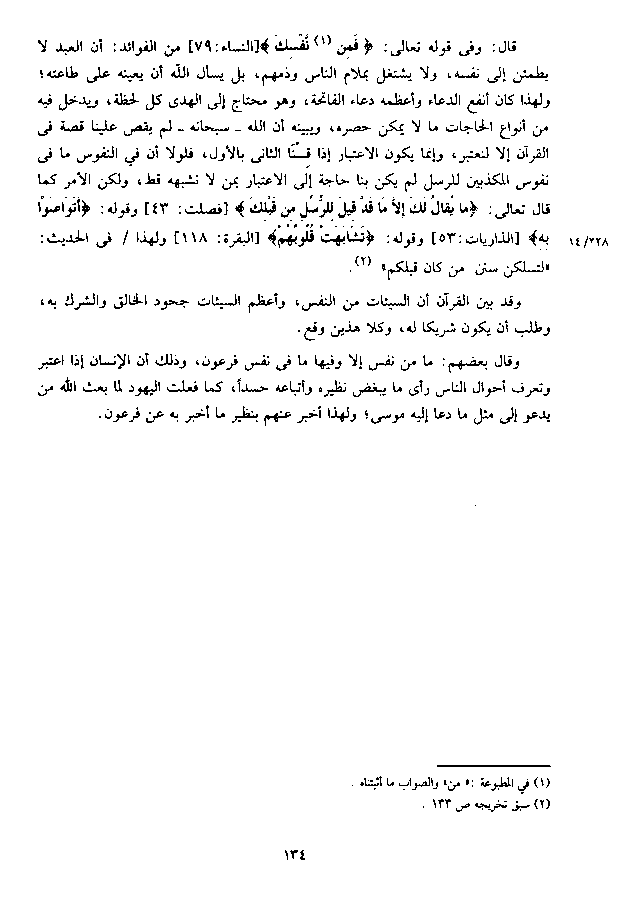 قال: وفى قوله تعالى: ﴿ فَمِن (١) نَّفْسِكَ ﴾[النساء:٧٩] من الفوائد: أن العبد لا
يطمئن إلى نفسه، ولا يشتغل بملام الناس وذمهم، بل يسأل الله أن يعينه على طاعته؛
ولهذا كان أنفع الدعاء وأعظمه دعاء الفاتحة، وهو محتاج إلى الهدى كل لحظة، ويدخل فيه
من أنواع الحاجات ما لا يمكن حصره، ويبينه أن الله ـ سبحانه ـ لم يقص علينا قصة فى
القرآن إلا لنعتبر، وإنما يكون الاعتبار إذا قِسْنَا الثانى بالأول، فلولا أن في النفوس ما فى
نفوس المكذبين للرسل لم يكن بنا حاجة إلى الاعتبار بمن لا نشبهه قط، ولكن الأمر كما
قال تعالى: ﴿مَا يُقَالُ لَكَ إِلاَّ مَا قَدْ قِيلَ لِلرُّسُلِ مِن قَبْلِكَ ﴾ [فصلت: ٤٣] وقوله: ﴿أَتَوَاصَوْا
بِهِ﴾ [الذاريات:٥٣] وقوله: ﴿تَشَابَهَتْ قُلُوبُهُمْ﴾ [البقرة: ١١٨] ولهذا / فى الحديث: ١٤/٢٢٨
«لتسلكن سنن من كان قبلكم» (٢).
وقد بين القرآن أن السيئات من النفس، وأعظم السيئات جحود الخالق والشرك به،
وطلب أن يكون شريكا له، وكلا هذين وقع.
وقال بعضهم: ما من نفس إلا وفيها ما فى نفس فرعون، وذلك أن الإنسان إذا اعتبر
وتعرف أحوال الناس رأى ما يبغض نظيره وأتباعه حسداً، كما فعلت اليهود لما بعث الله من
يدعو إلى مثل ما دعا إليه موسى؛ ولهذا أخبر عنهم بنظير ما أخبر به عن فرعون.
(١) في المطبوعة :« من» والصواب ما أثبتناه .
(٢) سبق تخريجه ص ١٣٣ .
١٣٤